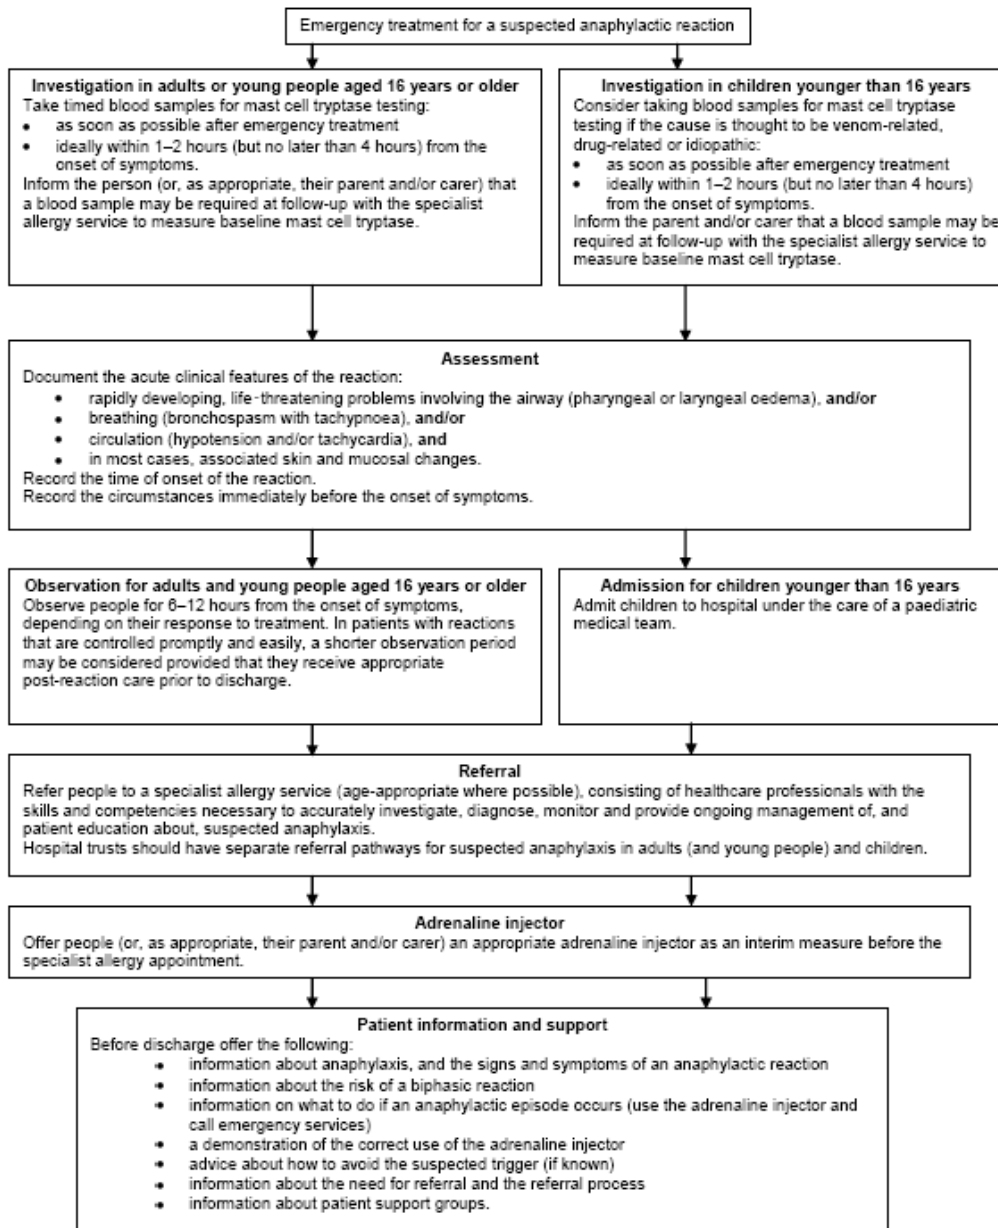 Emergency treatment for a suspected anaphylactic reaction
Investigation in adults or young people aged 16 years or older
Take timed blood samples for mast cell tryptase testing:
• as soon as possible after emergency treatment
• ideally within 1–2 hours (but no later than 4 hours) from the
onset of symptoms.
Inform the person (or, as appropriate, their parent and/or carer) that
a blood sample may be required at follow-up with the specialist
allergy service to measure baseline mast cell tryptase.
Investigation in children younger than 16 years
Consider taking blood samples for mast cell tryptase
testing if the cause is thought to be venom-related,
drug-related or idiopathic:
• as soon as possible after emergency treatment
• ideally within 1–2 hours (but no later than 4 hours)
from the onset of symptoms.
Inform the parent and/or carer that a blood sample may be
required at follow-up with the specialist allergy service to
measure baseline mast cell tryptase.
Assessment
Document the acute clinical features of the reaction:
• rapidly developing, life-threatening problems involving the airway (pharyngeal or laryngeal oedema), and/or
• breathing (bronchospasm with tachypnoea), and/or
• circulation (hypotension and/or tachycardia), and
• in most cases, associated skin and mucosal changes.
Record the time of onset of the reaction.
Record the circumstances immediately before the onset of symptoms.
Observation for adults and young people aged 16 years or older
Observe people for 6–12 hours from the onset of symptoms,
depending on their response to treatment. In patients with reactions
that are controlled promptly and easily, a shorter observation period
may be considered provided that they receive appropriate
post-reaction care prior to discharge.
Admission for children younger than 16 years
Admit children to hospital under the care of a paediatric
medical team.
Referral
Refer people to a specialist allergy service (age-appropriate where possible), consisting of healthcare professionals with the
skills and competencies necessary to accurately investigate, diagnose, monitor and provide ongoing management of, and
patient education about, suspected anaphylaxis.
Hospital trusts should have separate referral pathways for suspected anaphylaxis in adults (and young people) and children.
Adrenaline injector
Offer people (or, as appropriate, their parent and/or carer) an appropriate adrenaline injector as an interim measure before the
specialist allergy appointment.
Patient information and support
Before discharge offer the following:
• information about anaphylaxis, and the signs and symptoms of an anaphylactic reaction
• information about the risk of a biphasic reaction
• information on what to do if an anaphylactic episode occurs (use the adrenaline injector and
call emergency services)
• a demonstration of the correct use of the adrenaline injector
• advice about how to avoid the suspected trigger (if known)
• information about the need for referral and the referral process
• information about patient support groups.